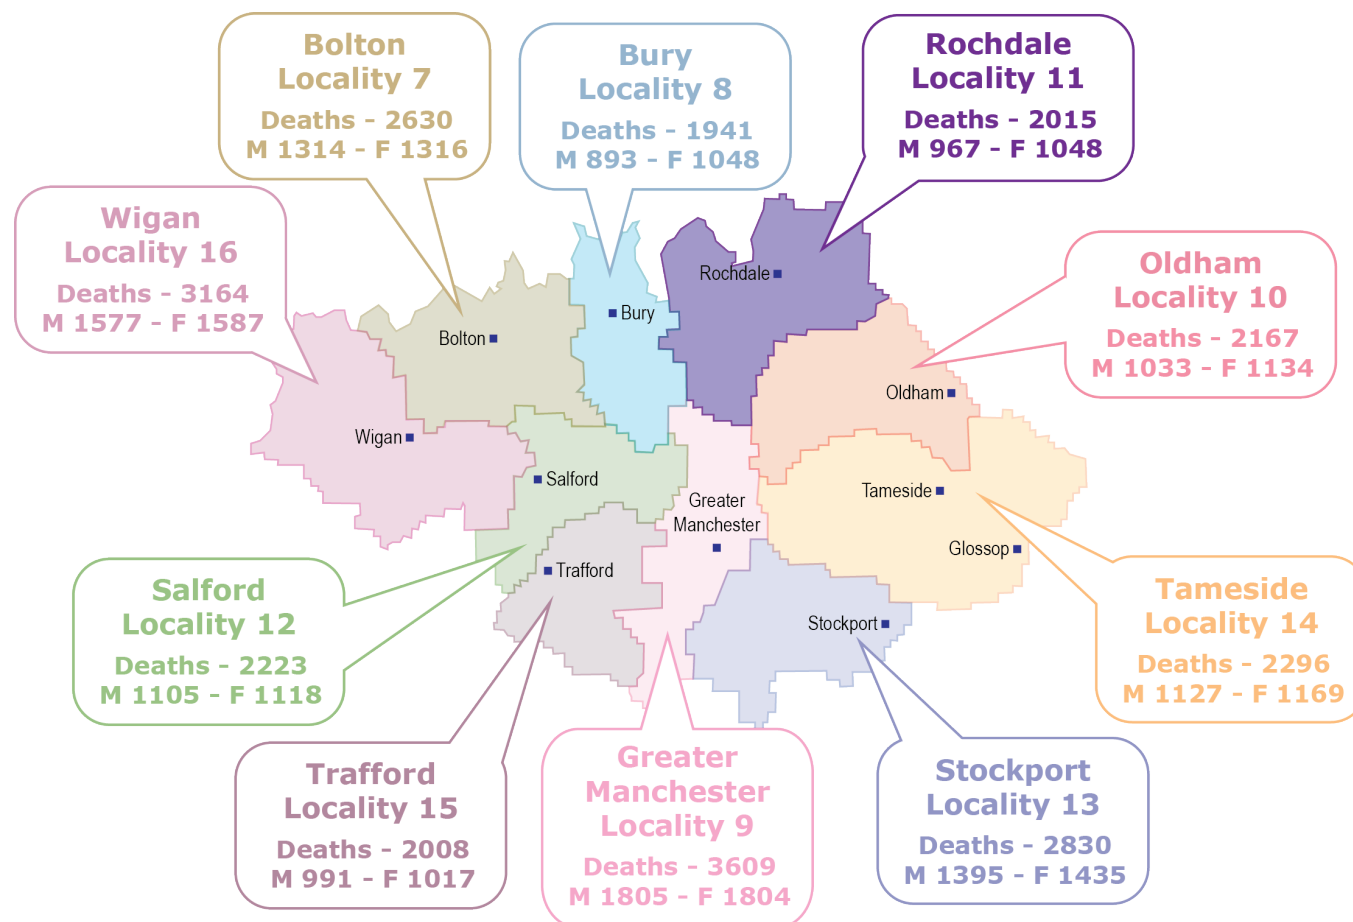 Bolton
Locality 7
Deaths - 2630
M 1314 - F 1316
Bury
Locality 8
Deaths - 1941
M 893 - F 1048
Rochdale
Locality 11
Deaths - 2015
M 967 - F 1048
Wigan
Locality 16
Deaths - 3164
M 1577 - F 1587
Oldham
Locality 10
Deaths - 2167
M 1033 - F 1134
Rochdale
Bury
Bolton
Oldham
Wigan
Salford
Tameside
Greater
Manchester
Glossop
Trafford
Stockport
Salford
Locality 12
Deaths - 2223
M 1105 - F 1118
Tameside
Locality 14
Deaths - 2296
M 1127 - F 1169
Trafford
Locality 15
Deaths - 2008
M 991 - F 1017
Greater
Manchester
Locality 9
Deaths - 3609
M 1805 - F 1804
Stockport
Locality 13
Deaths - 2830
M 1395 - F 1435